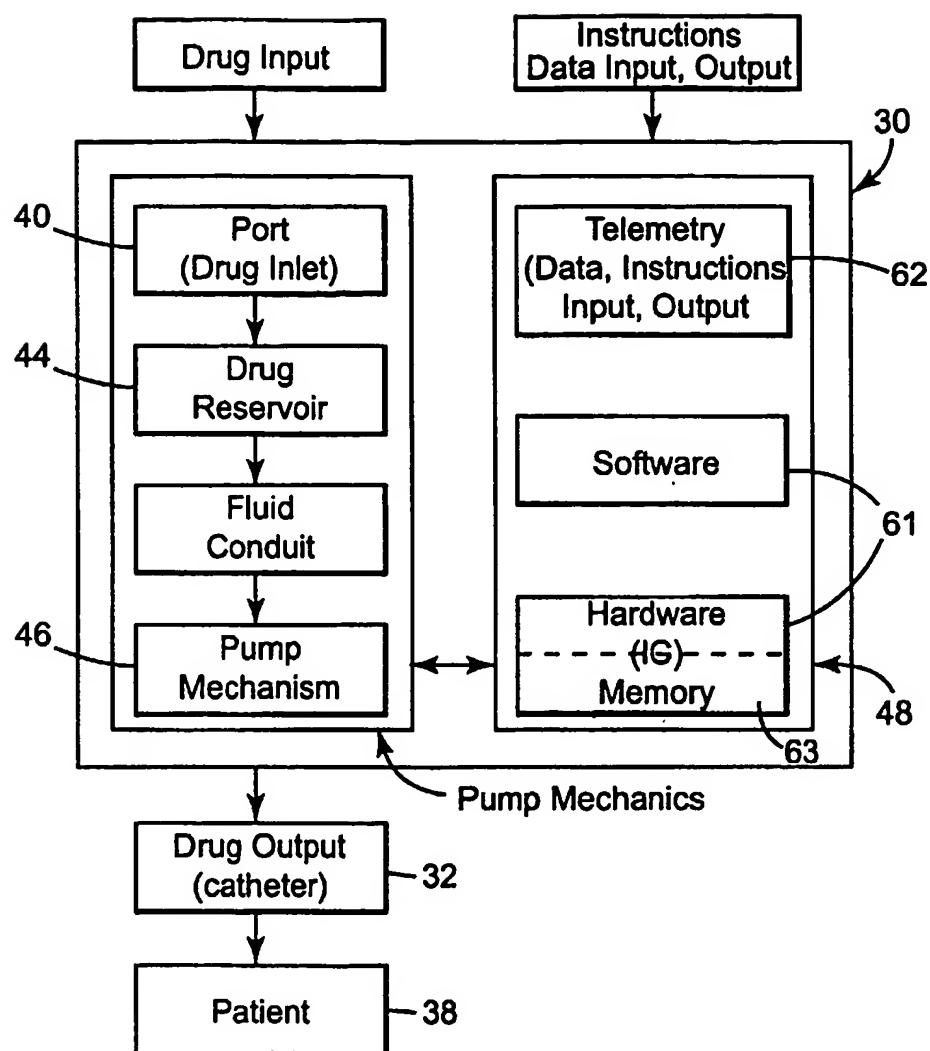 Drug Input
Instructions
Data Input, Output
30
40
Port
(Drug Inlet)
Telemetry
(Data, Instructions
Input, Output)
62
44
Drug
Reservoir
Software
61
Fluid
Conduit
46
Pump
Mechanism
Hardware
(IC)
Memory
63
48
Pump Mechanics
Drug Output
(catheter)
32
Patient
38